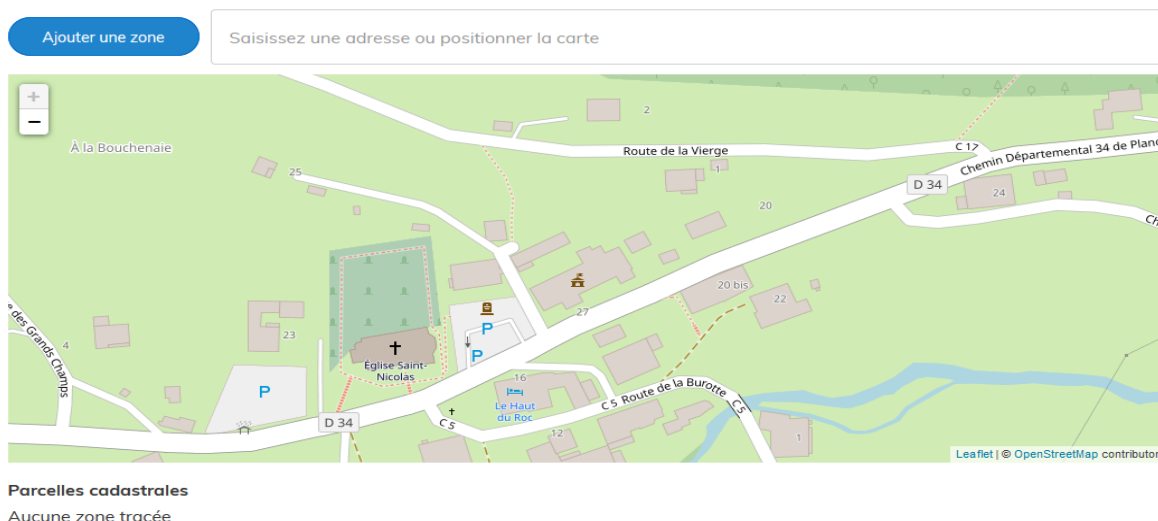 Ajouter une zone
Saisissez une adresse ou positionner la carte
+
−
À la Bouchenaie
2
Route de la Vierge
C 17
Chemin Départemental 34 de Planc
1
25
D 34
24
20
Ch
20 bis
22
27
P
P
des Grands Champs
4
23
Église Saint-
Nicolas
P
16
Le Haut
du Roc
C 5 Route de la Burotte
C 5
D 34
C 5
12
1
Leaflet | © OpenStreetMap contributor
Parcelles cadastrales
Aucune zone tracée